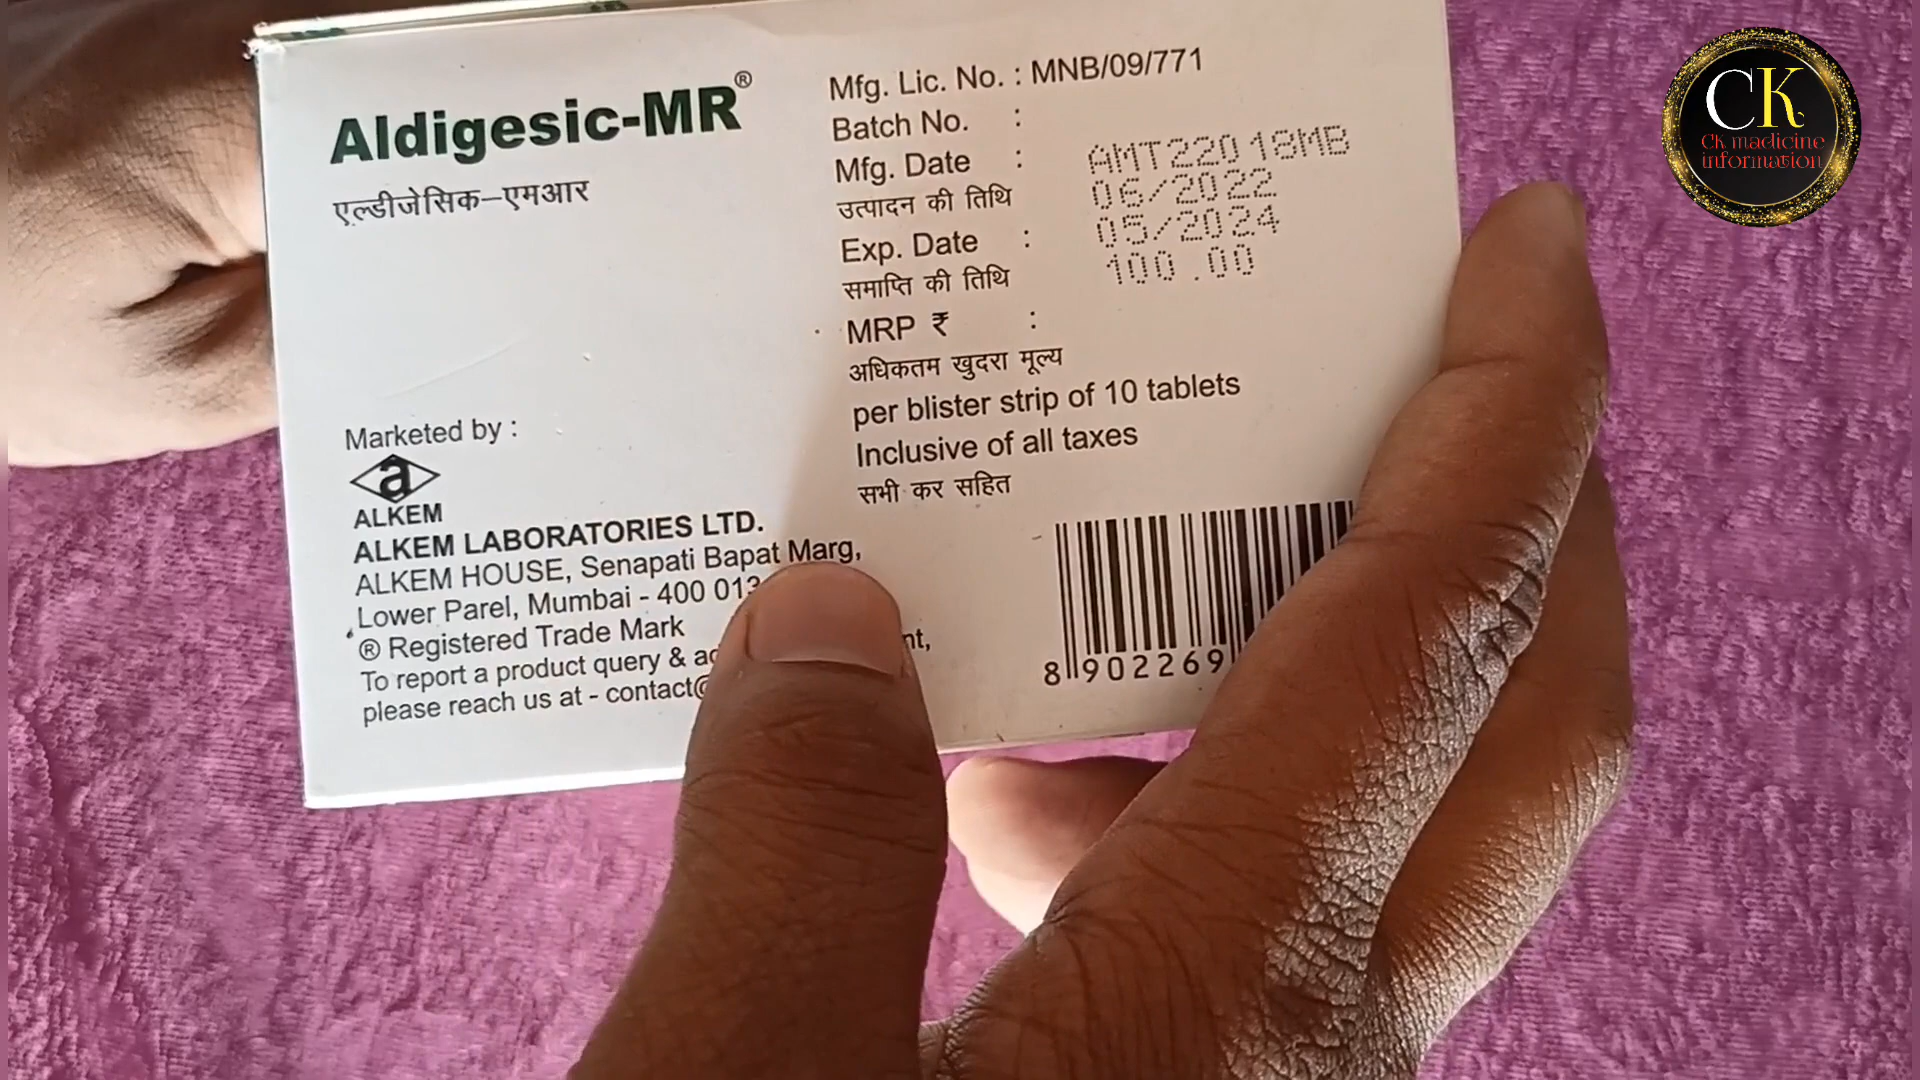 Aldigesic-MR®
एल्डीजेसिक–एमआर
Marketed by :
a
ALKEM
ALKEM LABORATORIES LTD.
ALKEM HOUSE, Senapati Bapat Marg,
Lower Parel, Mumbai - 400 013
® Registered Trade Mark
To report a product query &
please reach us at - contact@
Mfg. Lic. No. : MNB/09/771
Batch No. :
Mfg. Date :
उत्पादन की तिथि
Exp. Date :
समाप्ति की तिथि
MRP ₹ :
अधिकतम खुदरा मूल्य
per blister strip of 10 tablets
Inclusive of all taxes
सभी कर सहित
AMT22018MB
06/2022
05/2024
100.00
8 902269
CK
Ck madicine
information